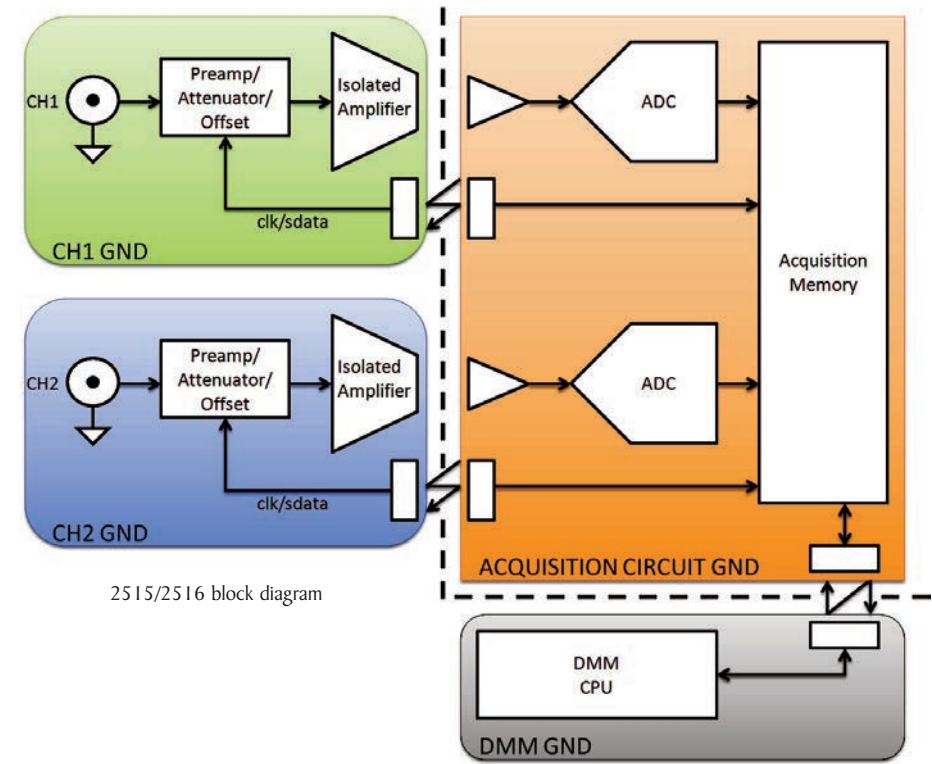 CH1
Preamp/
Attenuator/
Offset
Isolated
Amplifier
clk/sdata
CH1 GND
ADC
Acquisition
Memory
CH2
Preamp/
Attenuator/
Offset
Isolated
Amplifier
clk/sdata
CH2 GND
ADC
ACQUISITION CIRCUIT GND
2515/2516 block diagram
DMM
CPU
DMM GND